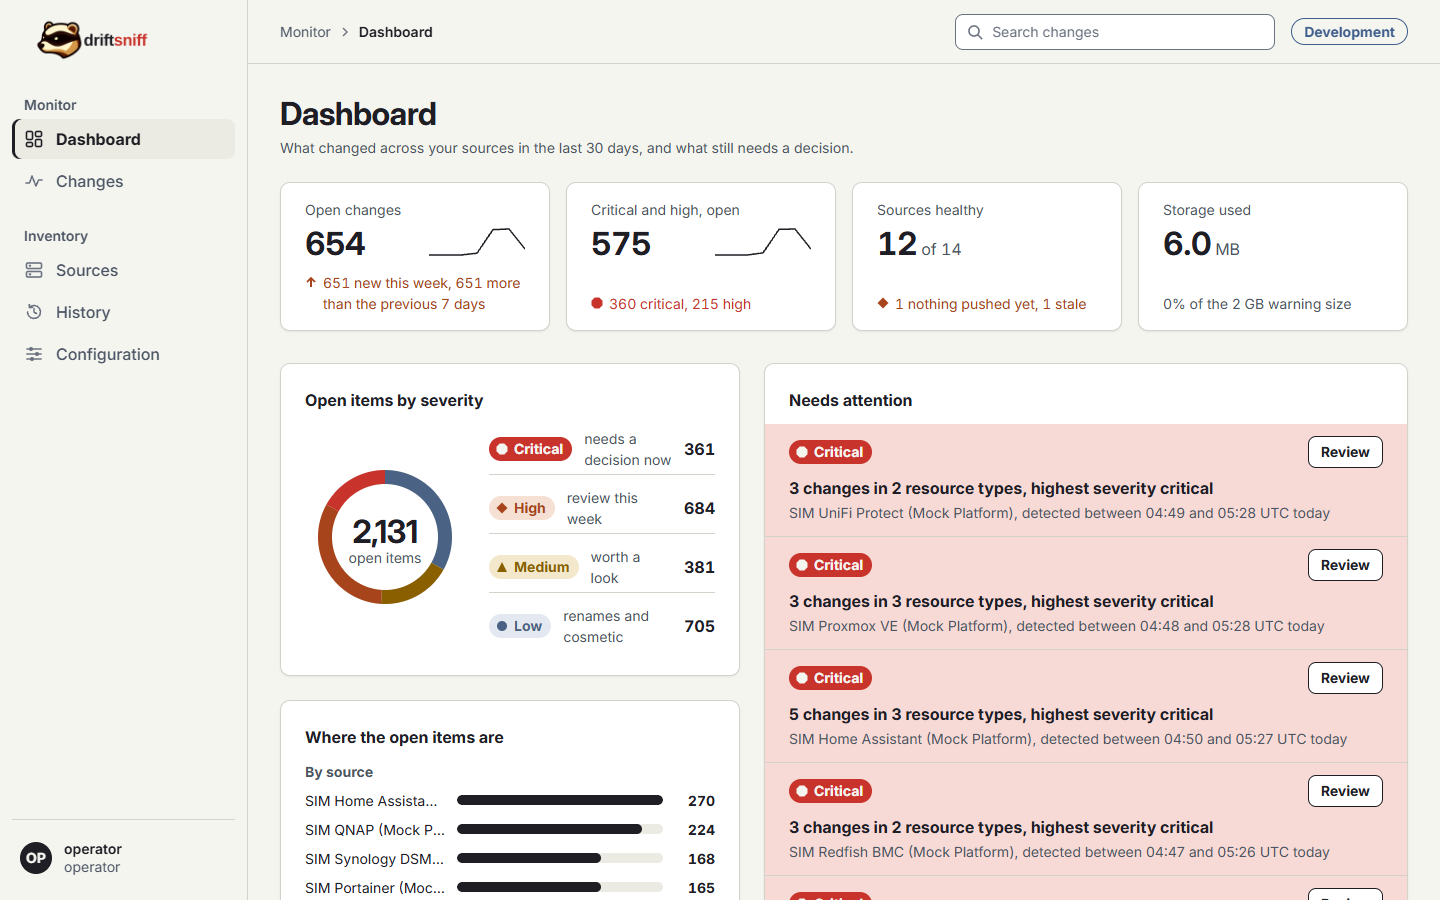 driftsniff
Monitor
Dashboard
Changes
Inventory
Sources
History
Configuration
OP
operator
operator
Monitor > Dashboard
Search changes
Development
Dashboard
What changed across your sources in the last 30 days, and what still needs a decision.
Open changes
654
651 new this week, 651 more
than the previous 7 days
Critical and high, open
575
360 critical, 215 high
Sources healthy
12 of 14
1 nothing pushed yet, 1 stale
Storage used
6.0 MB
0% of the 2 GB warning size
Open items by severity
2,131
open items
Critical needs a decision now 361
High review this week 684
Medium worth a look 381
Low renames and cosmetic 705
Where the open items are
By source
SIM Home Assista... 270
SIM QNAP (Mock P... 224
SIM Synology DSM... 168
SIM Portainer (Moc... 165
Needs attention
Critical
Review
3 changes in 2 resource types, highest severity critical
SIM UniFi Protect (Mock Platform), detected between 04:49 and 05:28 UTC today
Critical
Review
3 changes in 3 resource types, highest severity critical
SIM Proxmox VE (Mock Platform), detected between 04:48 and 05:28 UTC today
Critical
Review
5 changes in 3 resource types, highest severity critical
SIM Home Assistant (Mock Platform), detected between 04:50 and 05:27 UTC today
Critical
Review
3 changes in 2 resource types, highest severity critical
SIM Redfish BMC (Mock Platform), detected between 04:47 and 05:26 UTC today